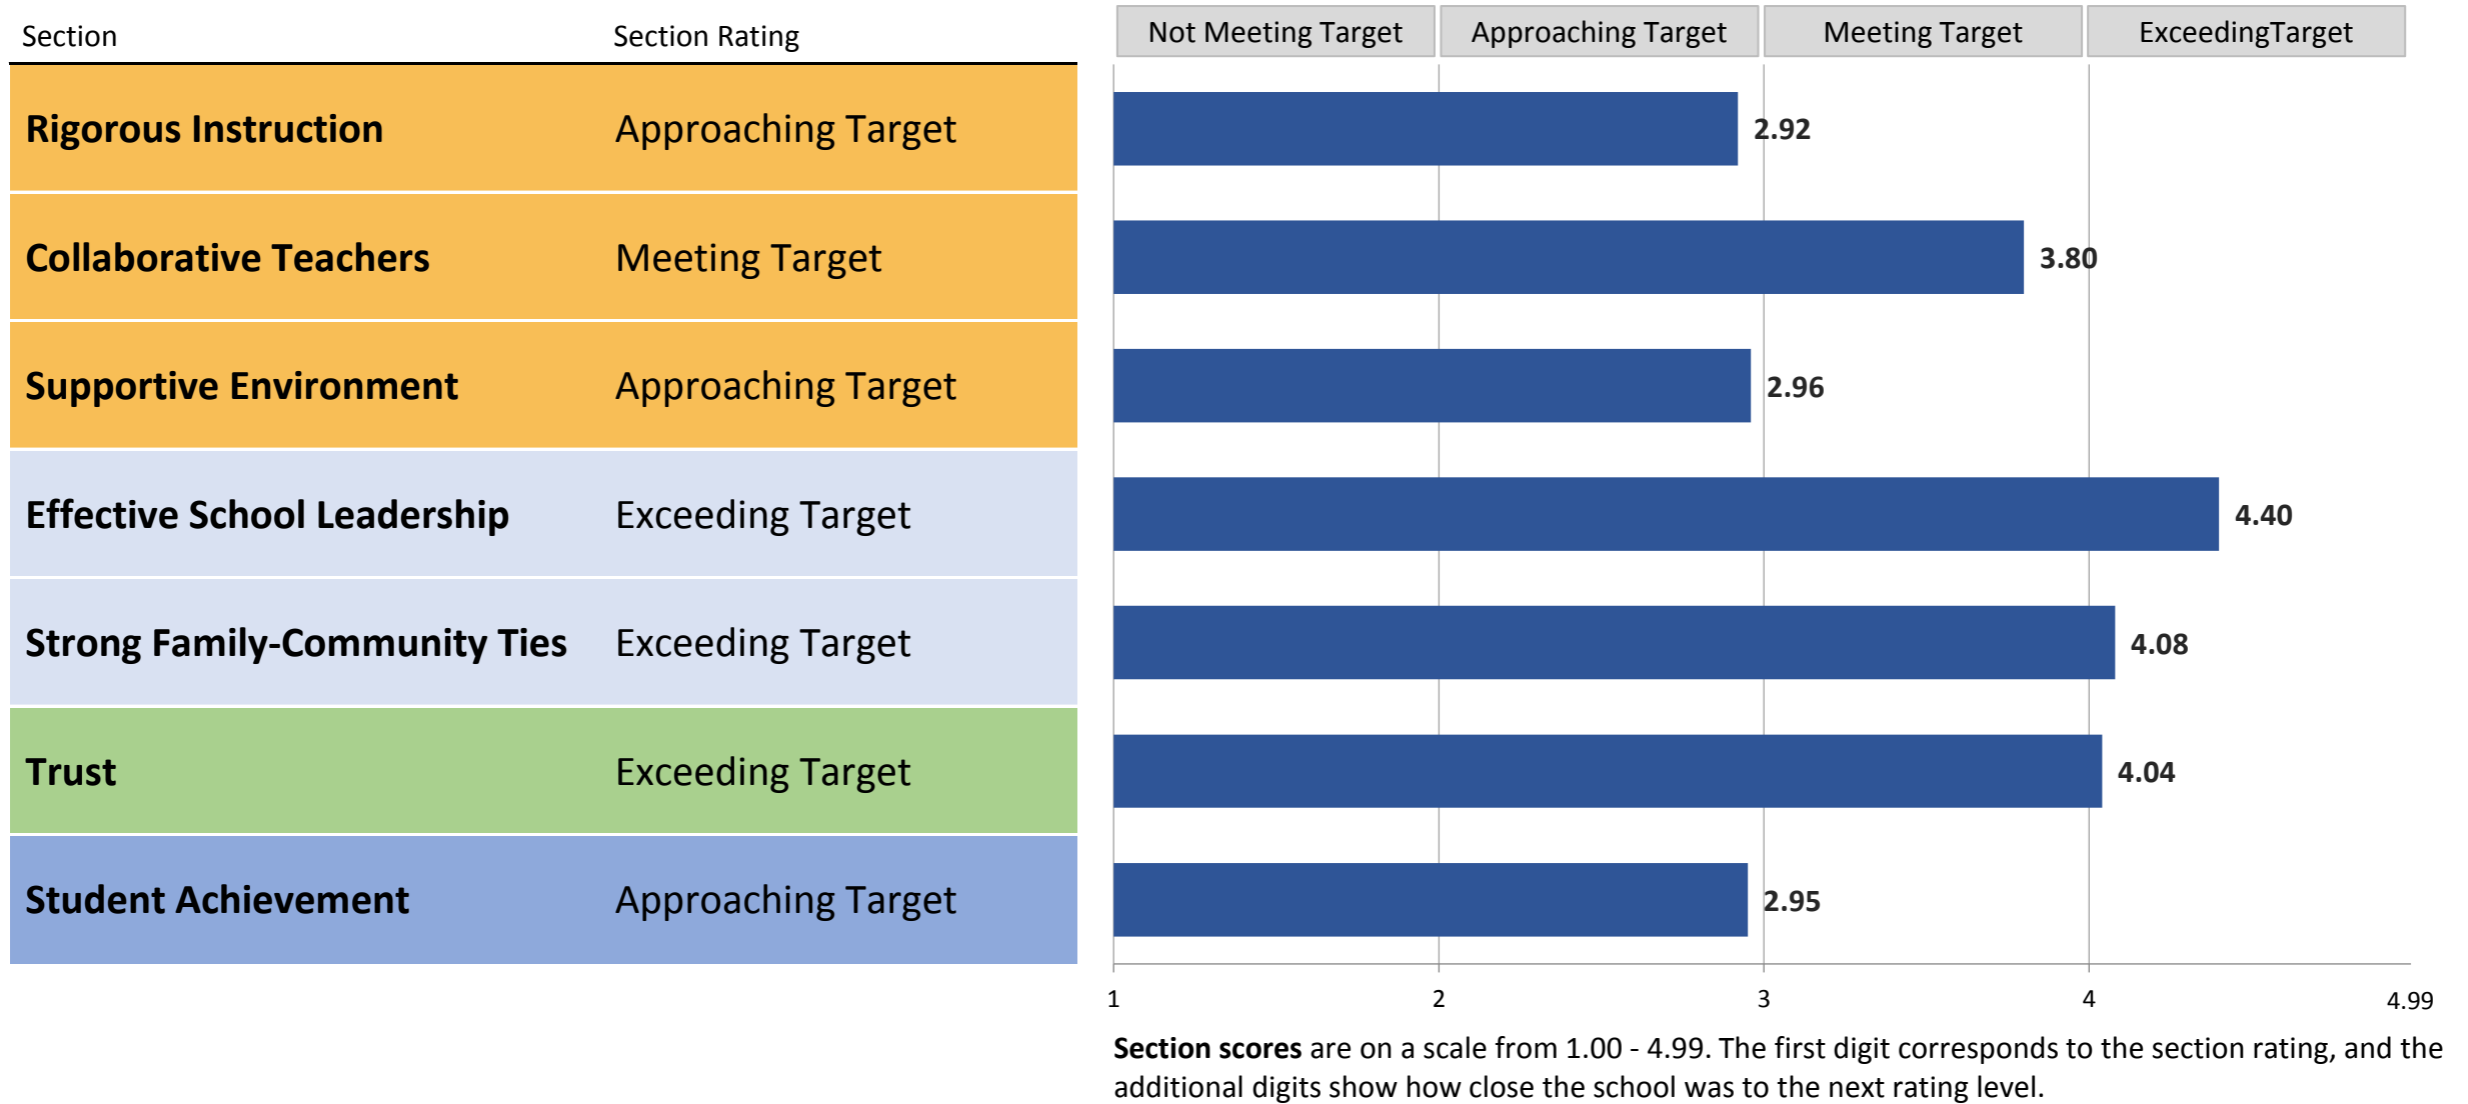 Section Section Rating Not Meeting Target Approaching Target Meeting Target ExceedingTarget
Rigorous Instruction Approaching Target 2.92
Collaborative Teachers Meeting Target 3.80
Supportive Environment Approaching Target 2.96
Effective School Leadership Exceeding Target 4.40
Strong Family-Community Ties Exceeding Target 4.08
Trust Exceeding Target 4.04
Student Achievement Approaching Target 2.95
1 2 3 4 4.99
Section scores are on a scale from 1.00 - 4.99. The first digit corresponds to the section rating, and the
additional digits show how close the school was to the next rating level.